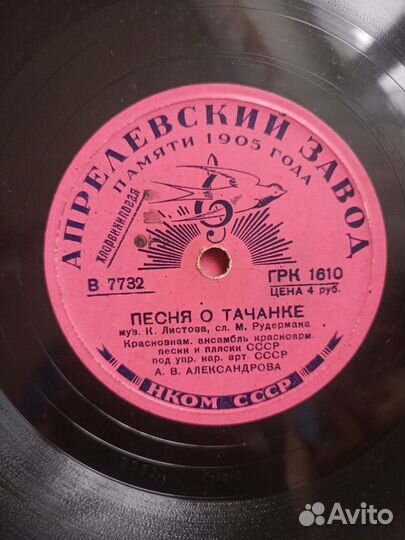 АПРЕЛЕВСКИЙ ЗАВОД
ПАМЯТИ 1905 ГОДА
ХЛОРВИНИЛОВАЯ
В 7732
ГРК 1610
ЦЕНА 4 руб.
ПЕСНЯ О ТАЧАНКЕ
муз. К. Листова, сл. М. Рудермана
Краснознам. ансамбль красноарм.
песни и пляски СССР
под упр. нар. арт. СССР
А. В. АЛЕКСАНДРОВА
НКОМ СССР
Avito